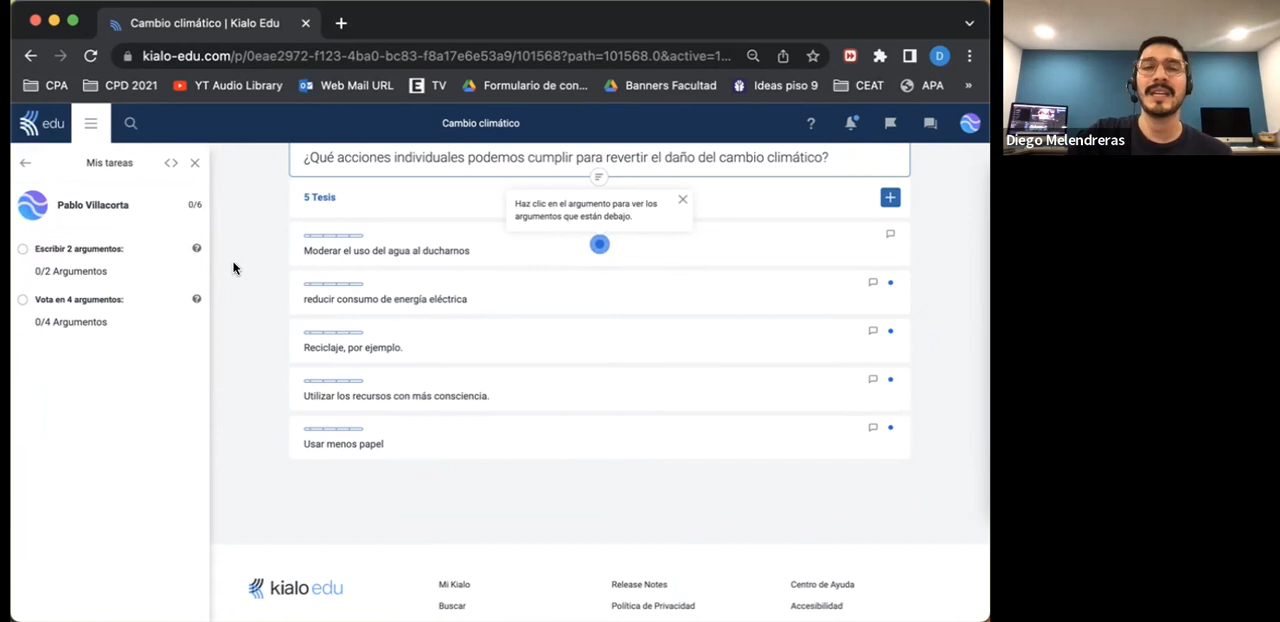 Cambio climático | Kialo Edu
kialo-edu.com/p/0eae2972-f123-4ba0-bc83-f8a17e6e53a9/101568?path=101568.0&active=1...
D
CPA
CPD 2021
YT Audio Library
Web Mail URL
E TV
Formulario de con...
Banners Faculta
Ideas piso 9
CEAT
APA
»
edu
Cambio climático
?
Diego Melendreras
Mis tareas
Pablo Villacorta
0/6
Escribir 2 argumentos:
0/2 Argumentos
Vota en 4 argumentos:
0/4 Argumentos
¿Qué acciones individuales podemos cumplir para revertir el daño del cambio climático?
5 Tesis
Haz clic en el argumento para ver los
argumentos que están debajo.
Moderar el uso del agua al ducharnos
reducir consumo de energía eléctrica
Reciclaje, por ejemplo.
Utilizar los recursos con más consciencia.
Usar menos papel
kialo edu
Mi Kialo
Release Notes
Centro de Ayuda
Buscar
Política de Privacidad
Accesibilidad